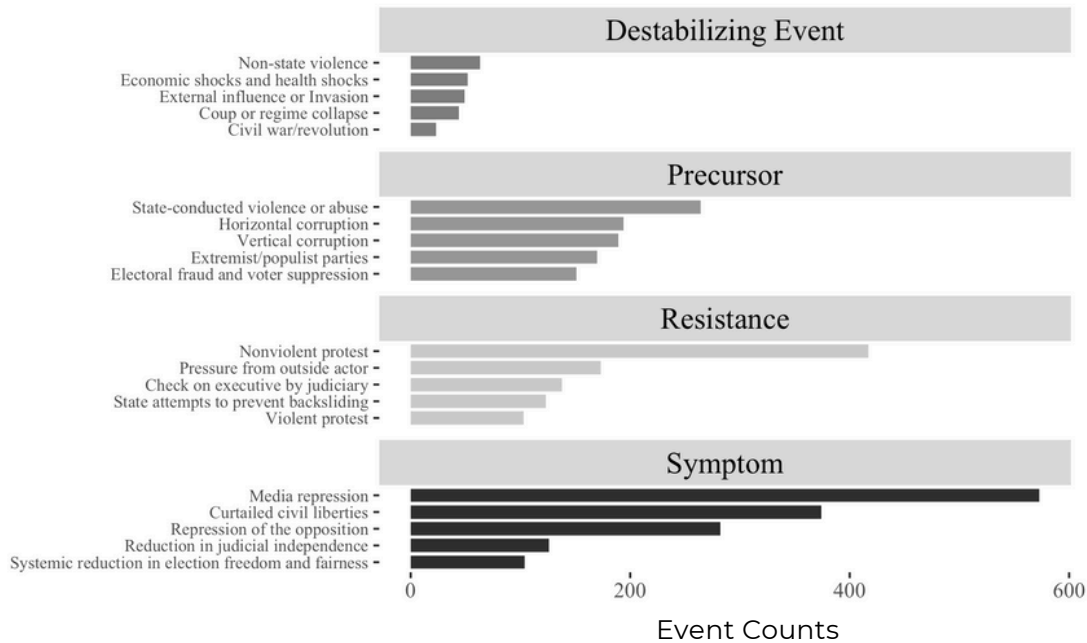 Destabilizing Event
Non-state violence
Economic shocks and health shocks
External influence or Invasion
Coup or regime collapse
Civil war/revolution
Precursor
State-conducted violence or abuse
Horizontal corruption
Vertical corruption
Extremist/populist parties
Electoral fraud and voter suppression
Resistance
Nonviolent protest
Pressure from outside actor
Check on executive by judiciary
State attempts to prevent backsliding
Violent protest
Symptom
Media repression
Curtailed civil liberties
Repression of the opposition
Reduction in judicial independence
Systemic reduction in election freedom and fairness
0 200 400 600
Event Counts